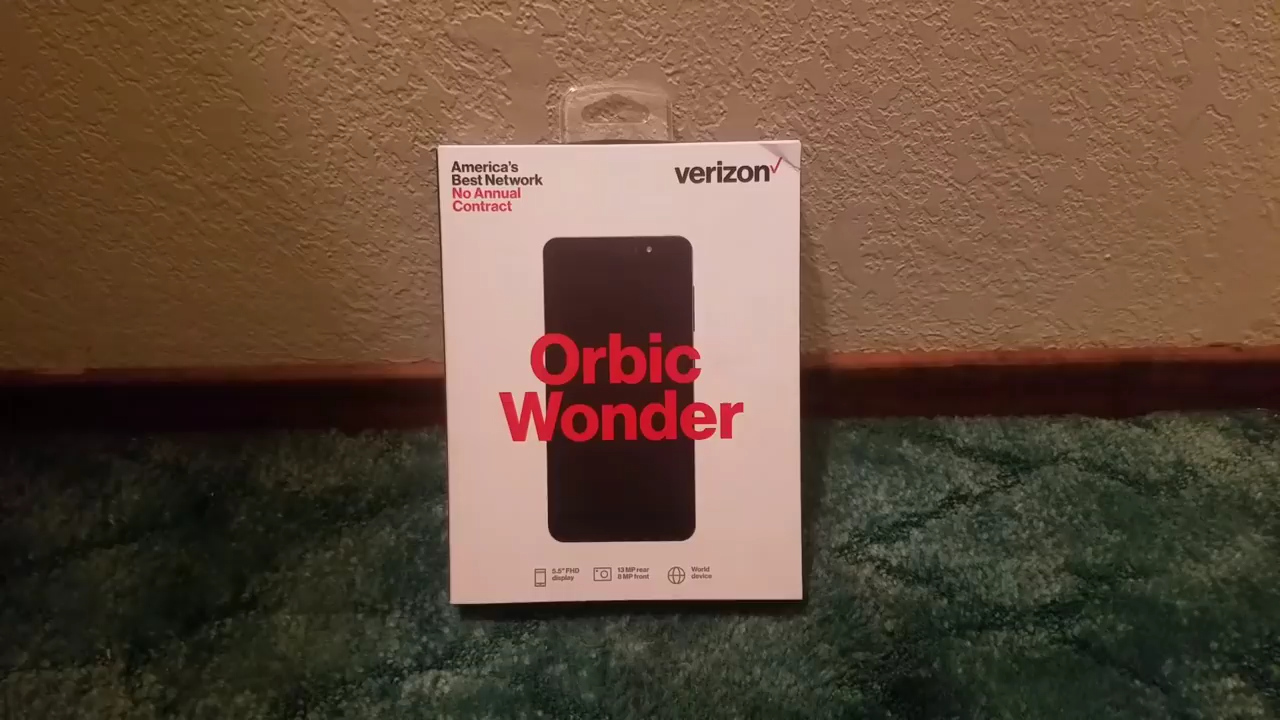 America's
Best Network
No Annual
Contract
verizon
Orbic
Wonder
5.5" FHD
display
13 MP rear
8 MP front
World
device